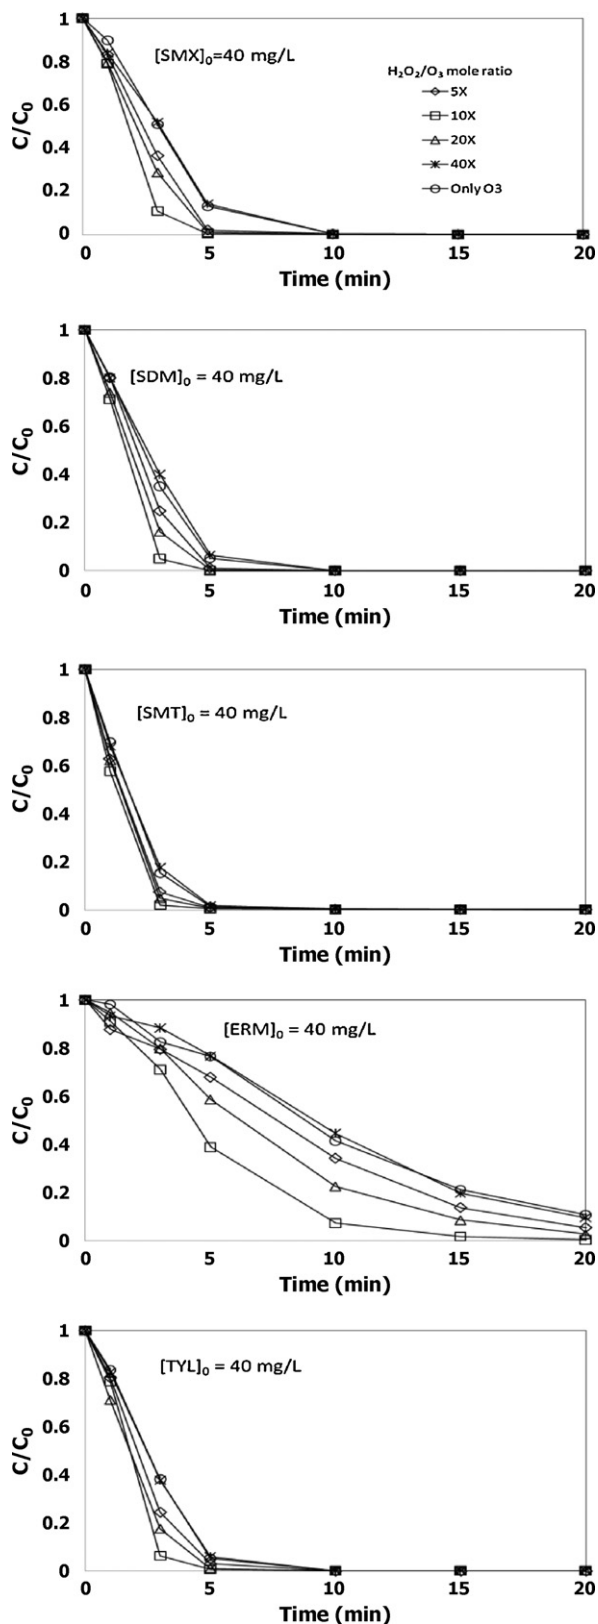 [SMX]₀=40 mg/L
H₂O₂/O₃ mole ratio
5X
10X
20X
40X
Only O3
C/C₀
1
0.8
0.6
0.4
0.2
0
0 5 10 15 20
Time (min)
[SDM]₀ = 40 mg/L
C/C₀
1
0.8
0.6
0.4
0.2
0
0 5 10 15 20
Time (min)
[SMT]₀ = 40 mg/L
C/C₀
1
0.8
0.6
0.4
0.2
0
0 5 10 15 20
Time (min)
[ERM]₀ = 40 mg/L
C/C₀
1
0.8
0.6
0.4
0.2
0
0 5 10 15 20
Time (min)
[TYL]₀ = 40 mg/L
C/C₀
1
0.8
0.6
0.4
0.2
0
0 5 10 15 20
Time (min)